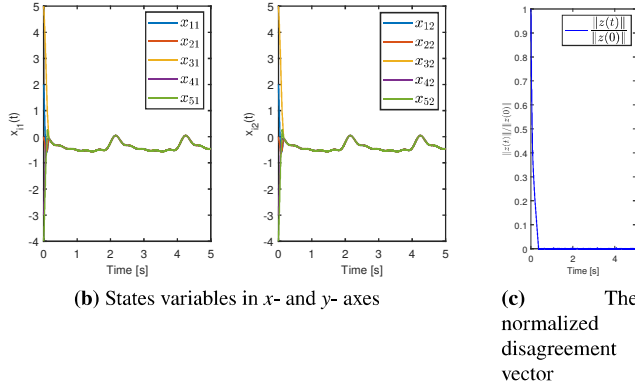 5
4
3
2
1
0
-1
-2
-3
-4
0 1 2 3 4 5
Time [s]
x_{i1}(t)
x_{11}
x_{21}
x_{31}
x_{41}
x_{51}
5
4
3
2
1
0
-1
-2
-3
-4
0 1 2 3 4 5
Time [s]
x_{i2}(t)
x_{12}
x_{22}
x_{32}
x_{42}
x_{52}
(b) States variables in x- and y- axes
1
0.9
0.8
0.7
0.6
0.5
0.4
0.3
0.2
0.1
0
0 2 4
Time [s]
||z(t)||/||z(0)||
||z(t)||
||z(0)||
(c) The
normalized
disagreement
vector